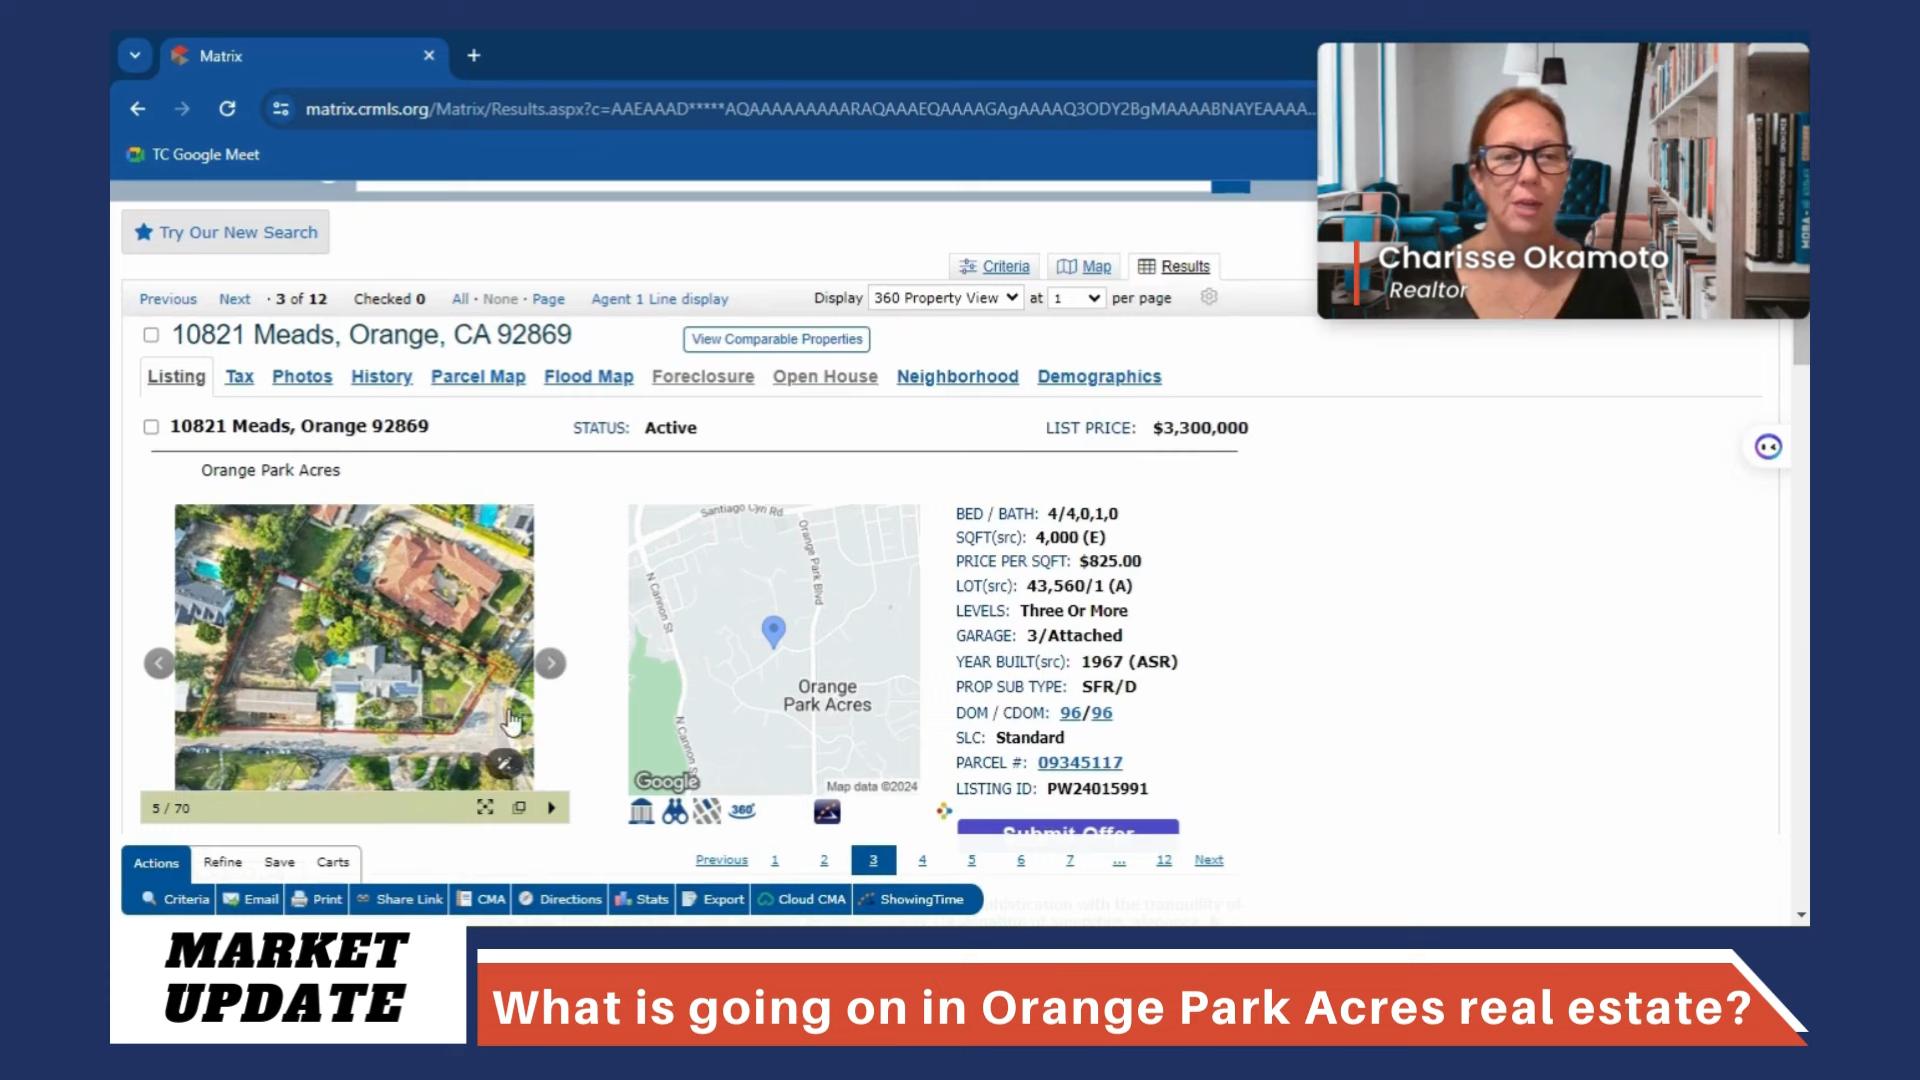 Matrix
matrix.crmls.org/Matrix/Results.aspx?c=AAEAAAD*****AQAAAAAAAAARAQAAAEQAAAAGAgAAAAQ3ODY2BgMAAAABNAYEAAAA...
TC Google Meet
Try Our New Search
Criteria Map Results
Previous Next · 3 of 12 Checked 0 All · None · Page Agent 1 Line display Display 360 Property View at 1 per page
Charisse Okamoto
Realtor
10821 Meads, Orange, CA 92869 View Comparable Properties
Listing Tax Photos History Parcel Map Flood Map Foreclosure Open House Neighborhood Demographics
10821 Meads, Orange 92869 STATUS: Active LIST PRICE: $3,300,000
Orange Park Acres
Santiago Cyn Rd
Orange Park Blvd
N Cannon St
N Cannon St
Orange
Park Acres
Google
Map data ©2024
BED / BATH: 4/4,0,1,0
SQFT(src): 4,000 (E)
PRICE PER SQFT: $825.00
LOT(src): 43,560/1 (A)
LEVELS: Three Or More
GARAGE: 3/Attached
YEAR BUILT(src): 1967 (ASR)
PROP SUB TYPE: SFR/D
DOM / CDOM: 96/96
SLC: Standard
PARCEL #: 09345117
LISTING ID: PW24015991
5 / 70
360°
Submit Offer
Actions Refine Save Carts
Previous 1 2 3 4 5 6 7 ... 12 Next
Criteria Email Print Share Link CMA Directions Stats Export Cloud CMA ShowingTime
MARKET
UPDATE
What is going on in Orange Park Acres real estate?